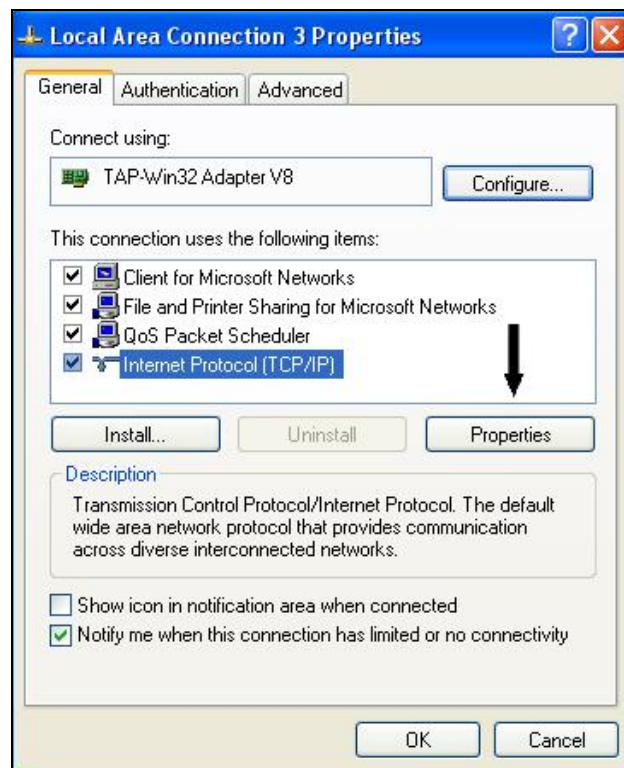 Local Area Connection 3 Properties
General Authentication Advanced
Connect using:
TAP-Win32 Adapter V8
Configure...
This connection uses the following items:
Client for Microsoft Networks
File and Printer Sharing for Microsoft Networks
QoS Packet Scheduler
Internet Protocol (TCP/IP)
Install... Uninstall Properties
Description
Transmission Control Protocol/Internet Protocol. The default
wide area network protocol that provides communication
across diverse interconnected networks.
Show icon in notification area when connected
Notify me when this connection has limited or no connectivity
OK Cancel